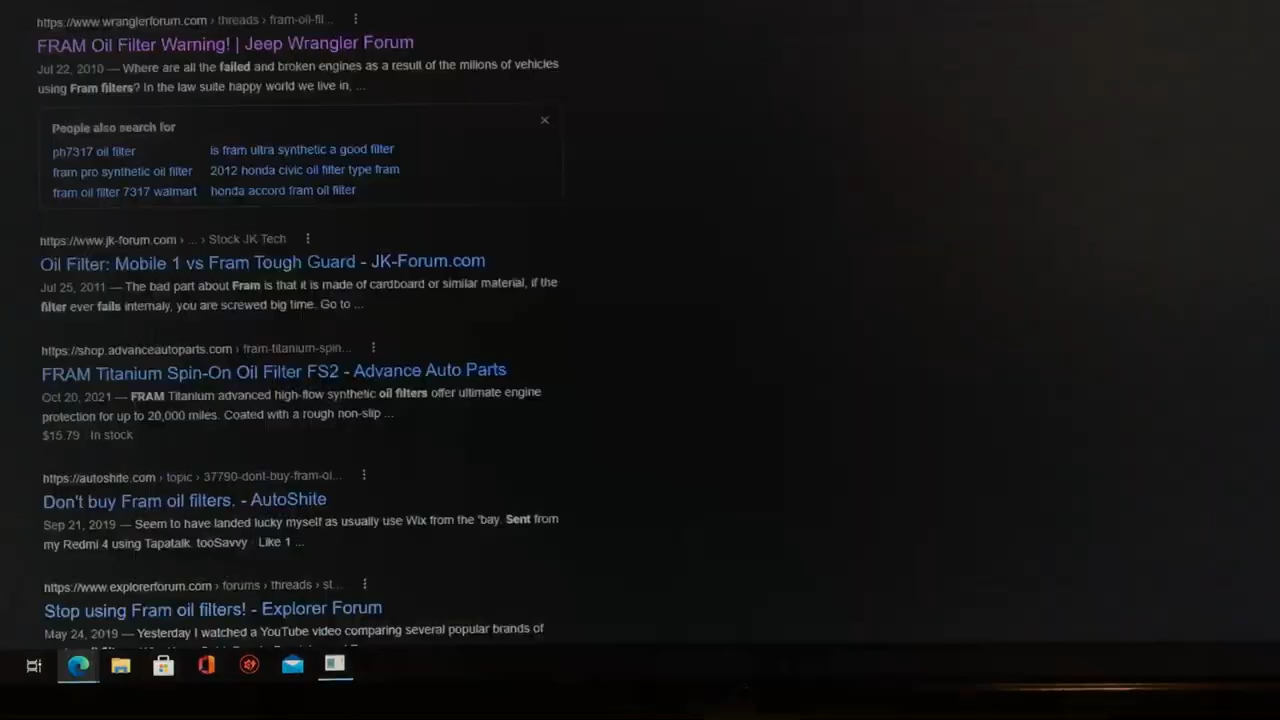 https://www.wranglerforum.com › threads › fram-oil-fil...
FRAM Oil Filter Warning! | Jeep Wrangler Forum
Jul 22, 2010 — Where are all the failed and broken engines as a result of the milions of vehicles
using Fram filters? In the law suite happy world we live in, ...
People also search for
ph7317 oil filter
is fram ultra synthetic a good filter
fram pro synthetic oil filter
2012 honda civic oil filter type fram
fram oil filter 7317 walmart
honda accord fram oil filter
https://www.jk-forum.com › ... › Stock JK Tech
Oil Filter: Mobile 1 vs Fram Tough Guard - JK-Forum.com
Jul 25, 2011 — The bad part about Fram is that it is made of cardboard or similar material, if the
filter ever fails internaly, you are screwed big time. Go to ...
https://shop.advanceautoparts.com › fram-titanium-spin...
FRAM Titanium Spin-On Oil Filter FS2 - Advance Auto Parts
Oct 20, 2021 — FRAM Titanium advanced high-flow synthetic oil filters offer ultimate engine
protection for up to 20,000 miles. Coated with a rough non-slip ...
$15.79 · In stock
https://autoshite.com › topic › 37790-dont-buy-fram-oi...
Don't buy Fram oil filters. - AutoShite
Sep 21, 2019 — Seem to have landed lucky myself as usually use Wix from the 'bay. Sent from
my Redmi 4 using Tapatalk. tooSavvy · Like 1 ...
https://www.explorerforum.com › forums › threads › st...
Stop using Fram oil filters! - Explorer Forum
May 24, 2019 — Yesterday I watched a YouTube video comparing several popular brands of